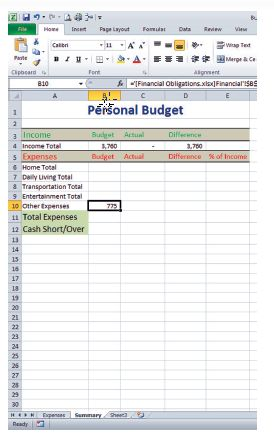 Bu
File Home Insert Page Layout Formulas Data Review View
Calibri 11 A A Wrap Text
Paste B I U A Merge & Ce
Clipboard Font Alignment
B10 fx ='[Financial Obligations.xlsx]Financial'!$B$
A B C D E
1 Personal Budget
2
3 Income Budget Actual Difference
4 Income Total 3,760 - 3,760
5 Expenses Budget Actual Difference % of Income
6 Home Total
7 Daily Living Total
8 Transportation Total
9 Entertainment Total
10 Other Expenses 775
11 Total Expenses
12 Cash Short/Over
13
14
15
16
17
18
19
20
21
22
23
24
25
26
27
28
29
30
Expenses Summary Sheet3
Ready